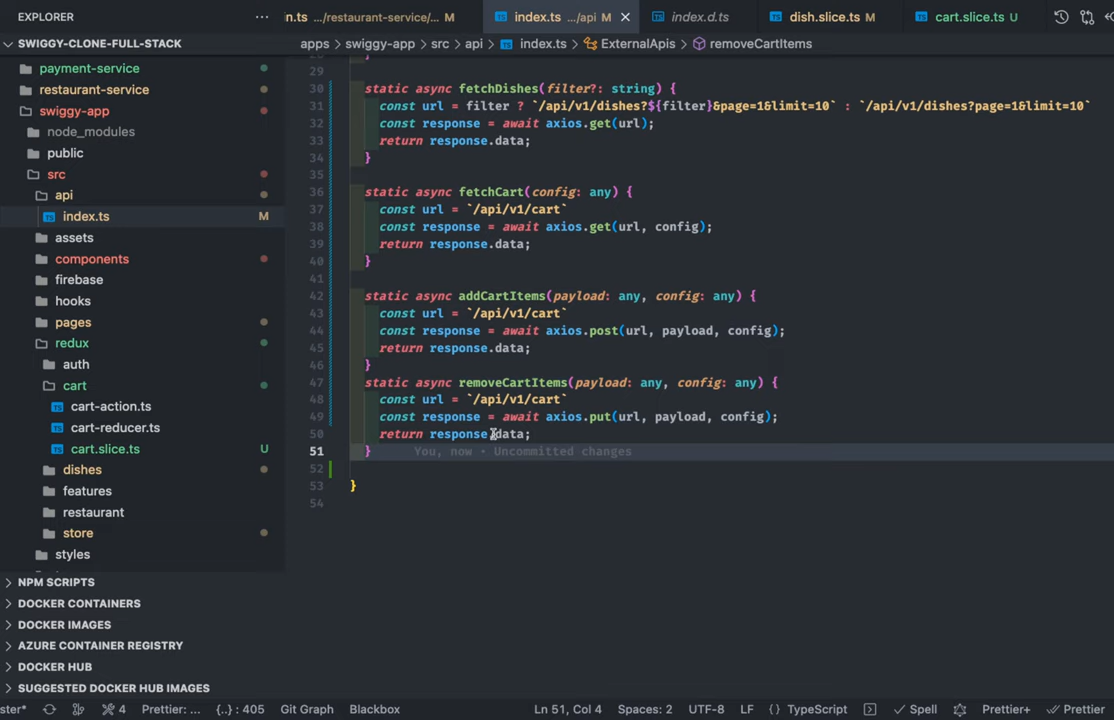 EXPLORER
···
n.ts .../restaurant-service/... M
TS index.ts .../api M ×
TS index.d.ts
TS dish.slice.ts M
TS cart.slice.ts U
SWIGGY-CLONE-FULL-STACK
apps > swiggy-app > src > api > TS index.ts > ExternalApis > removeCartItems
payment-service
restaurant-service
swiggy-app
node_modules
public
src
api
TS index.ts M
assets
components
firebase
hooks
pages
redux
auth
cart
TS cart-action.ts
TS cart-reducer.ts
TS cart.slice.ts U
dishes
features
restaurant
store
styles
NPM SCRIPTS
DOCKER CONTAINERS
DOCKER IMAGES
AZURE CONTAINER REGISTRY
DOCKER HUB
SUGGESTED DOCKER HUB IMAGES
29
30 static async fetchDishes(filter?: string) {
31 const url = filter ? `/api/v1/dishes?${filter}&page=1&limit=10` : `/api/v1/dishes?page=1&limit=10`
32 const response = await axios.get(url);
33 return response.data;
34 }
35
36 static async fetchCart(config: any) {
37 const url = `/api/v1/cart`
38 const response = await axios.get(url, config);
39 return response.data;
40 }
41
42 static async addCartItems(payload: any, config: any) {
43 const url = `/api/v1/cart`
44 const response = await axios.post(url, payload, config);
45 return response.data;
46 }
47 static async removeCartItems(payload: any, config: any) {
48 const url = `/api/v1/cart`
49 const response = await axios.put(url, payload, config);
50 return response.data;
51 } You, now • Uncommitted changes
52
53 }
54
ster* 4 Prettier: ... {..} : 405 Git Graph Blackbox Ln 51, Col 4 Spaces: 2 UTF-8 LF {} TypeScript Spell Prettier+ Prettier